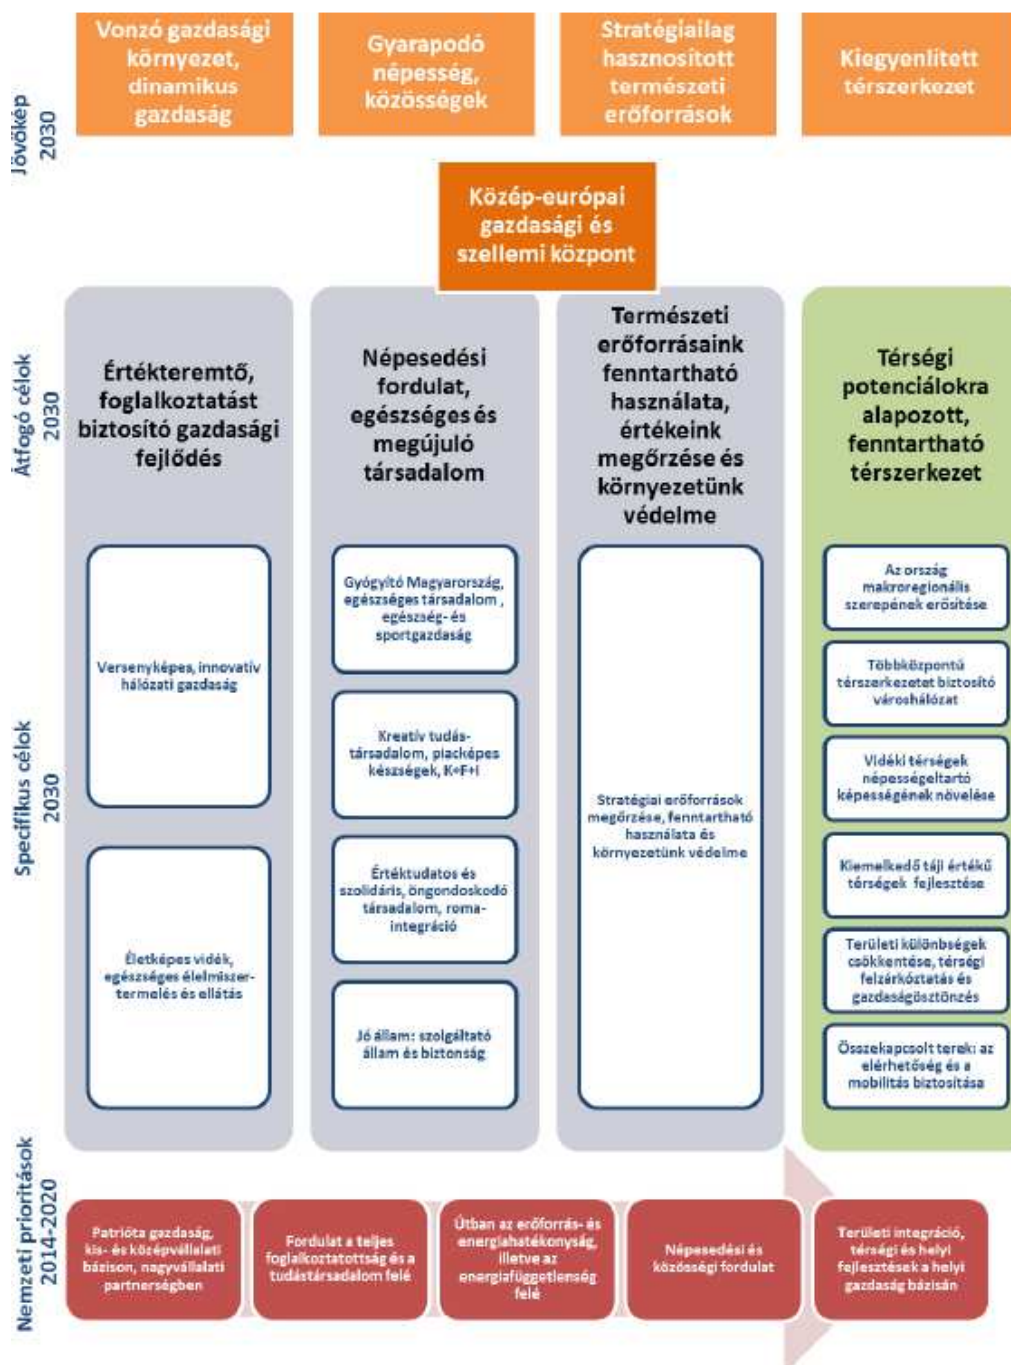 Jövőkép
2030
Vonzó gazdasági
környezet,
dinamikus
gazdaság
Gyarapodó
népesség,
közösségek
Stratégiailag
hasznosított
természeti
erőforrások
Kiegyenlített
térszerkezet
Közép-európai
gazdasági és
szellemi központ
Átfogó célok
2030
Értékteremtő,
foglalkoztatást
biztosító gazdasági
fejlődés
Népesedési
fordulat,
egészséges és
megújuló
társadalom
Természeti
erőforrásaink
fenntartható
használata,
értékeink
megőrzése és
környezetünk
védelme
Térségi
potenciálokra
alapozott,
fenntartható
térszerkezet
Specifikus célok
2030
Versenyképes, innovatív
hálózati gazdaság
Életképes vidék,
egészséges élelmiszer-
termelés és ellátás
Gyógyító Magyarország,
egészséges társadalom ,
egészség- és
sportgazdaság
Kreatív tudás-
társadalom, piacképes
készségek, K+F+I
Értéktudatos és
szolidáris, öngondoskodó
társadalom, roma-
integráció
Jó állam: szolgáltató
állam és biztonság
Stratégiai erőforrások
megőrzése, fenntartható
használata és
környezetünk védelme
Az ország
makroregionális
szerepének erősítése
Többközpontú
térszerkezetet biztosító
városhálózat
Vidéki térségek
népességeltartó
képességének növelése
Kiemelkedő táji értékű
térségek fejlesztése
Területi különbségek
csökkentése, térségi
felzárkóztatás és
gazdaságösztönzés
Összekapcsolt terek: az
elérhetőség és a
mobilitás biztosítása
Nemzeti prioritások
2014-2020
Patrióta gazdaság,
kis- és középvállalati
bázison, nagyvállalati
partnerségben
Fordulat a teljes
foglalkoztatottság és a
tudástársadalom felé
Útban az erőforrás- és
energiahatékonyság,
illetve az
energiafüggetlenség
felé
Népesedési és
közösségi fordulat
Területi integráció,
térségi és helyi
fejlesztések a helyi
gazdaság bázisán